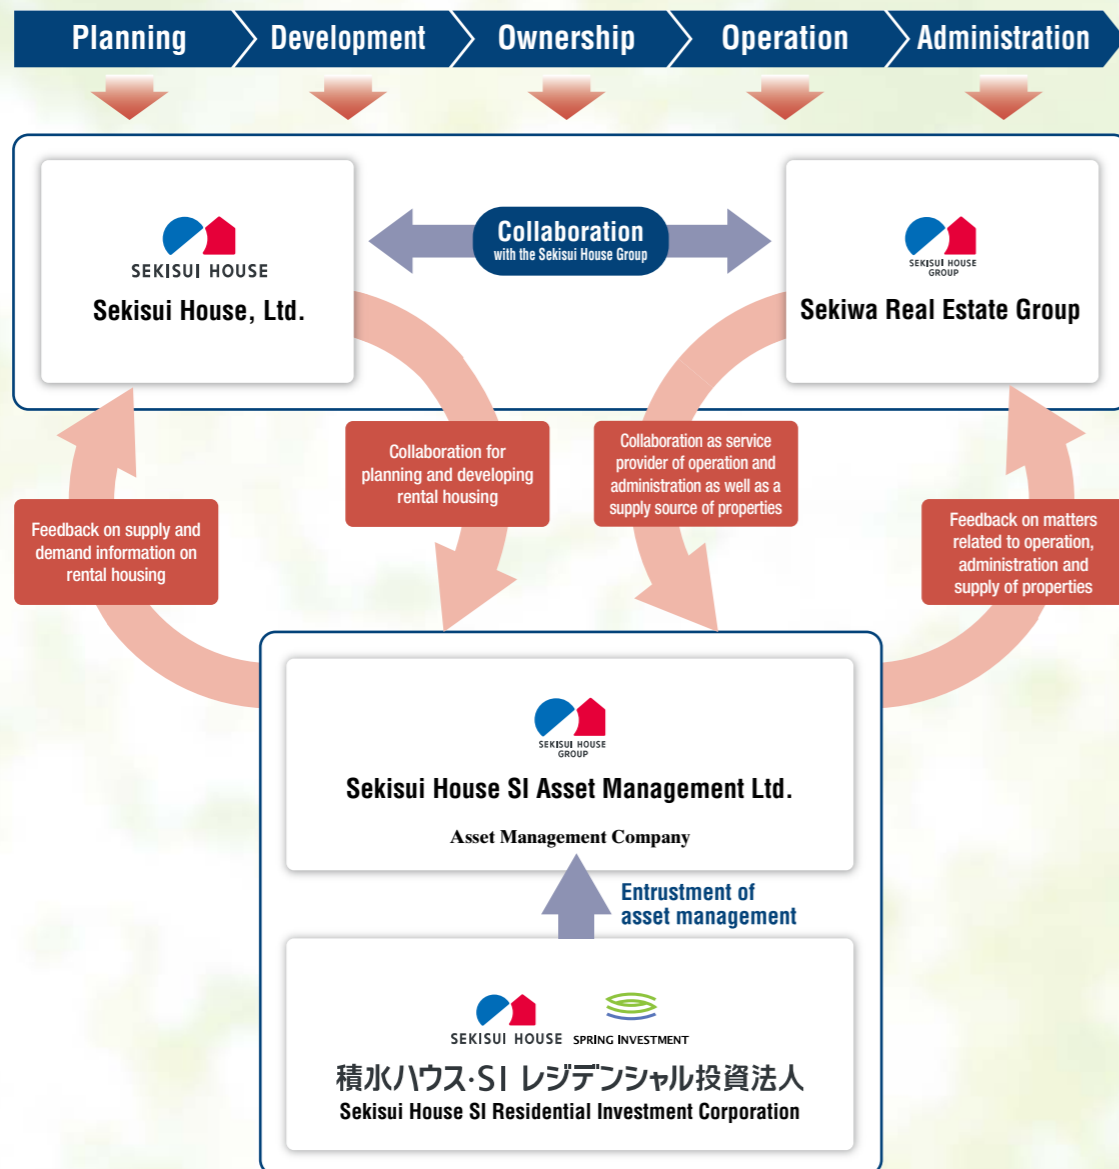 Planning
Development
Ownership
Operation
Administration
SEKISUI HOUSE
Sekisui House, Ltd.
Collaboration
with the Sekisui House Group
SEKISUI HOUSE
GROUP
Sekiwa Real Estate Group
Feedback on supply and
demand information on
rental housing
Collaboration for
planning and developing
rental housing
Collaboration as service
provider of operation and
administration as well as a
supply source of properties
Feedback on matters
related to operation,
administration and
supply of properties
SEKISUI HOUSE
GROUP
Sekisui House SI Asset Management Ltd.
Asset Management Company
Entrustment of
asset management
SEKISUI HOUSE
SPRING INVESTMENT
積水ハウス・SI レジデンシャル投資法人
Sekisui House SI Residential Investment Corporation